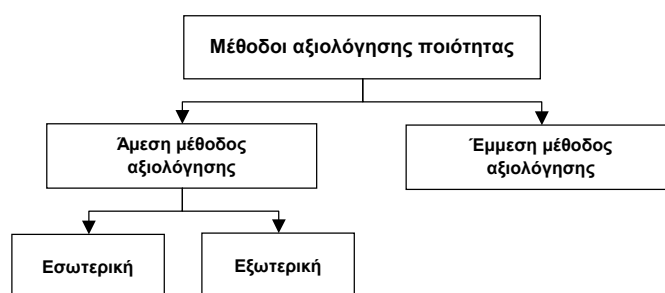 Μέθοδοι αξιολόγησης ποιότητας
Άμεση μέθοδος
αξιολόγησης
Έμμεση μέθοδος
αξιολόγησης
Εσωτερική
Εξωτερική